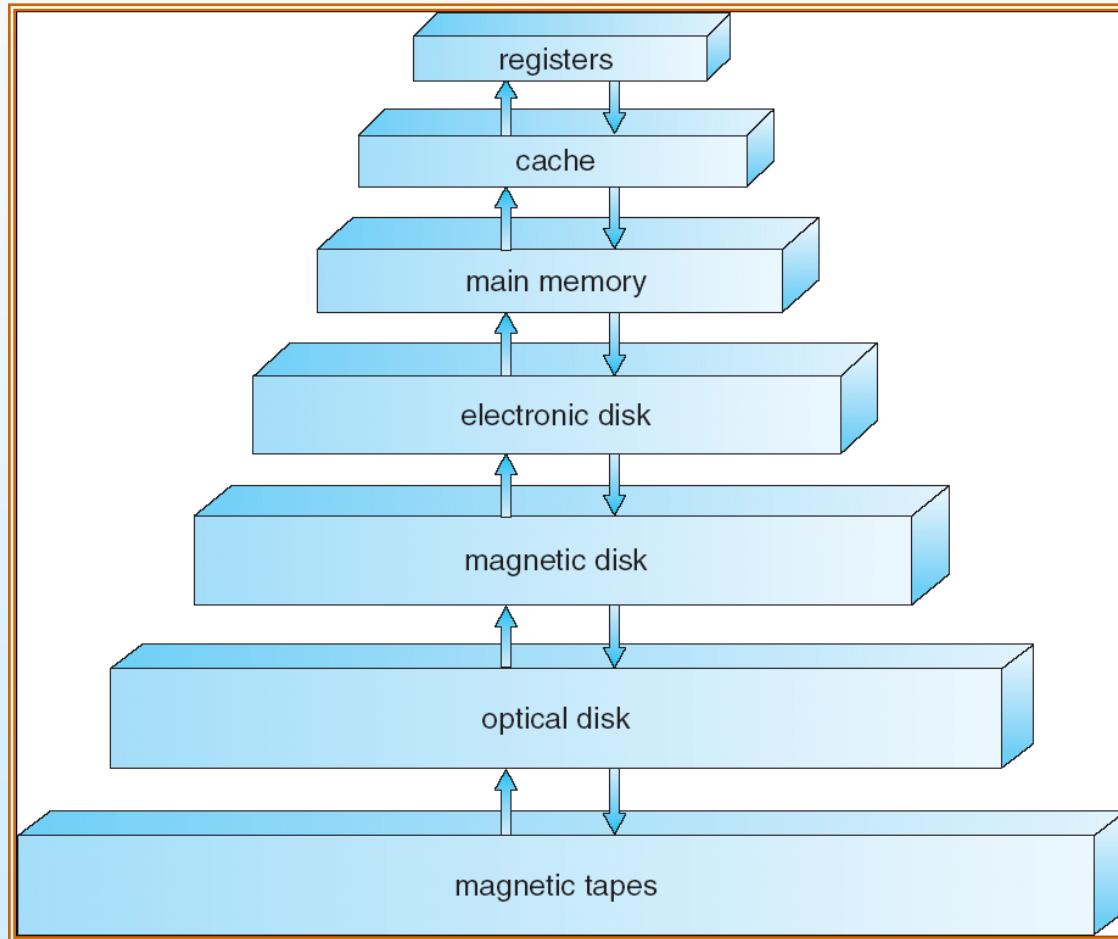 registers
cache
main memory
electronic disk
magnetic disk
optical disk
magnetic tapes